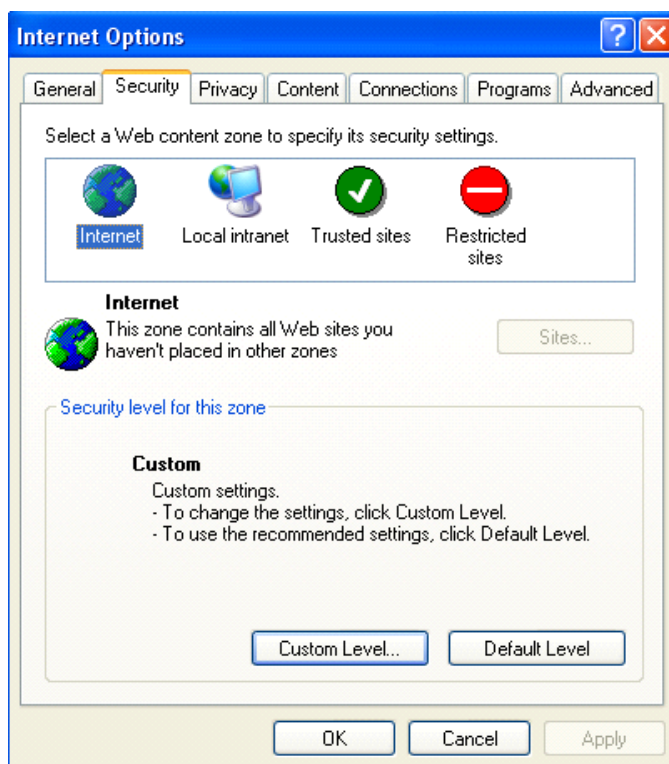 Internet Options
General Security Privacy Content Connections Programs Advanced
Select a Web content zone to specify its security settings.
Internet Local intranet Trusted sites Restricted
sites
Internet
This zone contains all Web sites you
haven't placed in other zones
Sites...
Security level for this zone
Custom
Custom settings.
- To change the settings, click Custom Level.
- To use the recommended settings, click Default Level.
Custom Level... Default Level
OK Cancel Apply